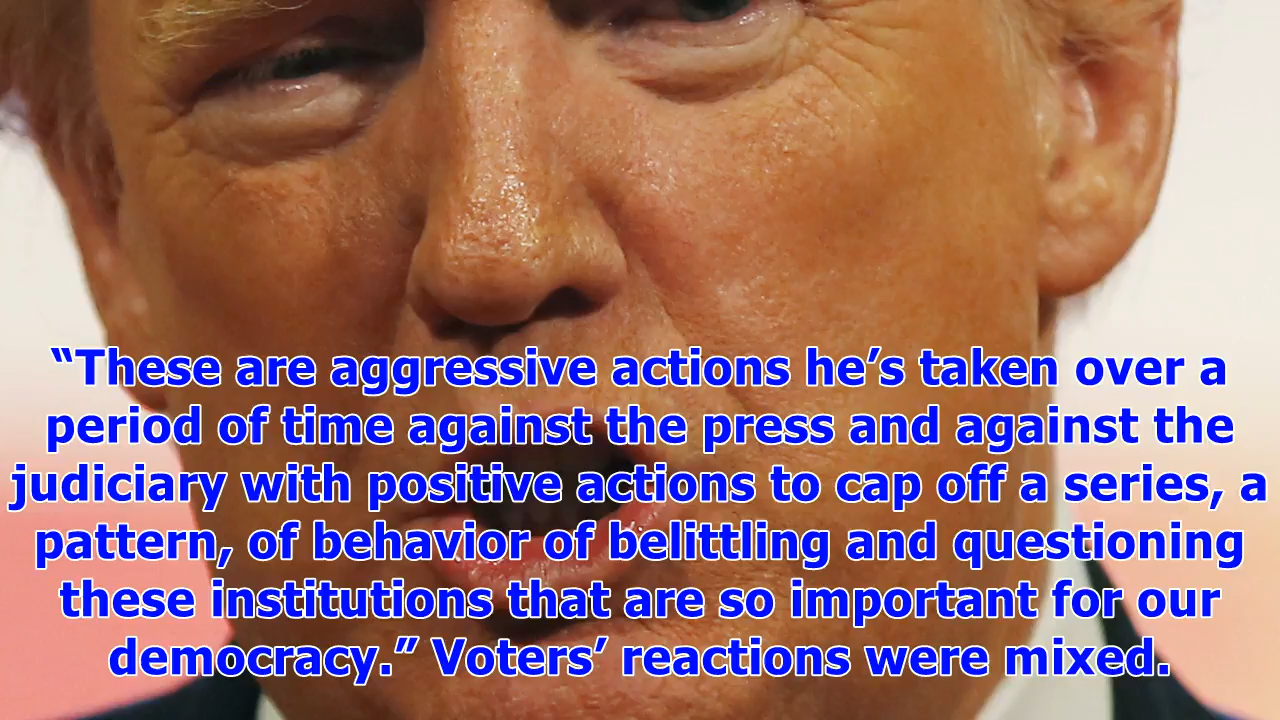 “These are aggressive actions he’s taken over a
period of time against the press and against the
judiciary with positive actions to cap off a series, a
pattern, of behavior of belittling and questioning
these institutions that are so important for our
democracy.” Voters’ reactions were mixed.